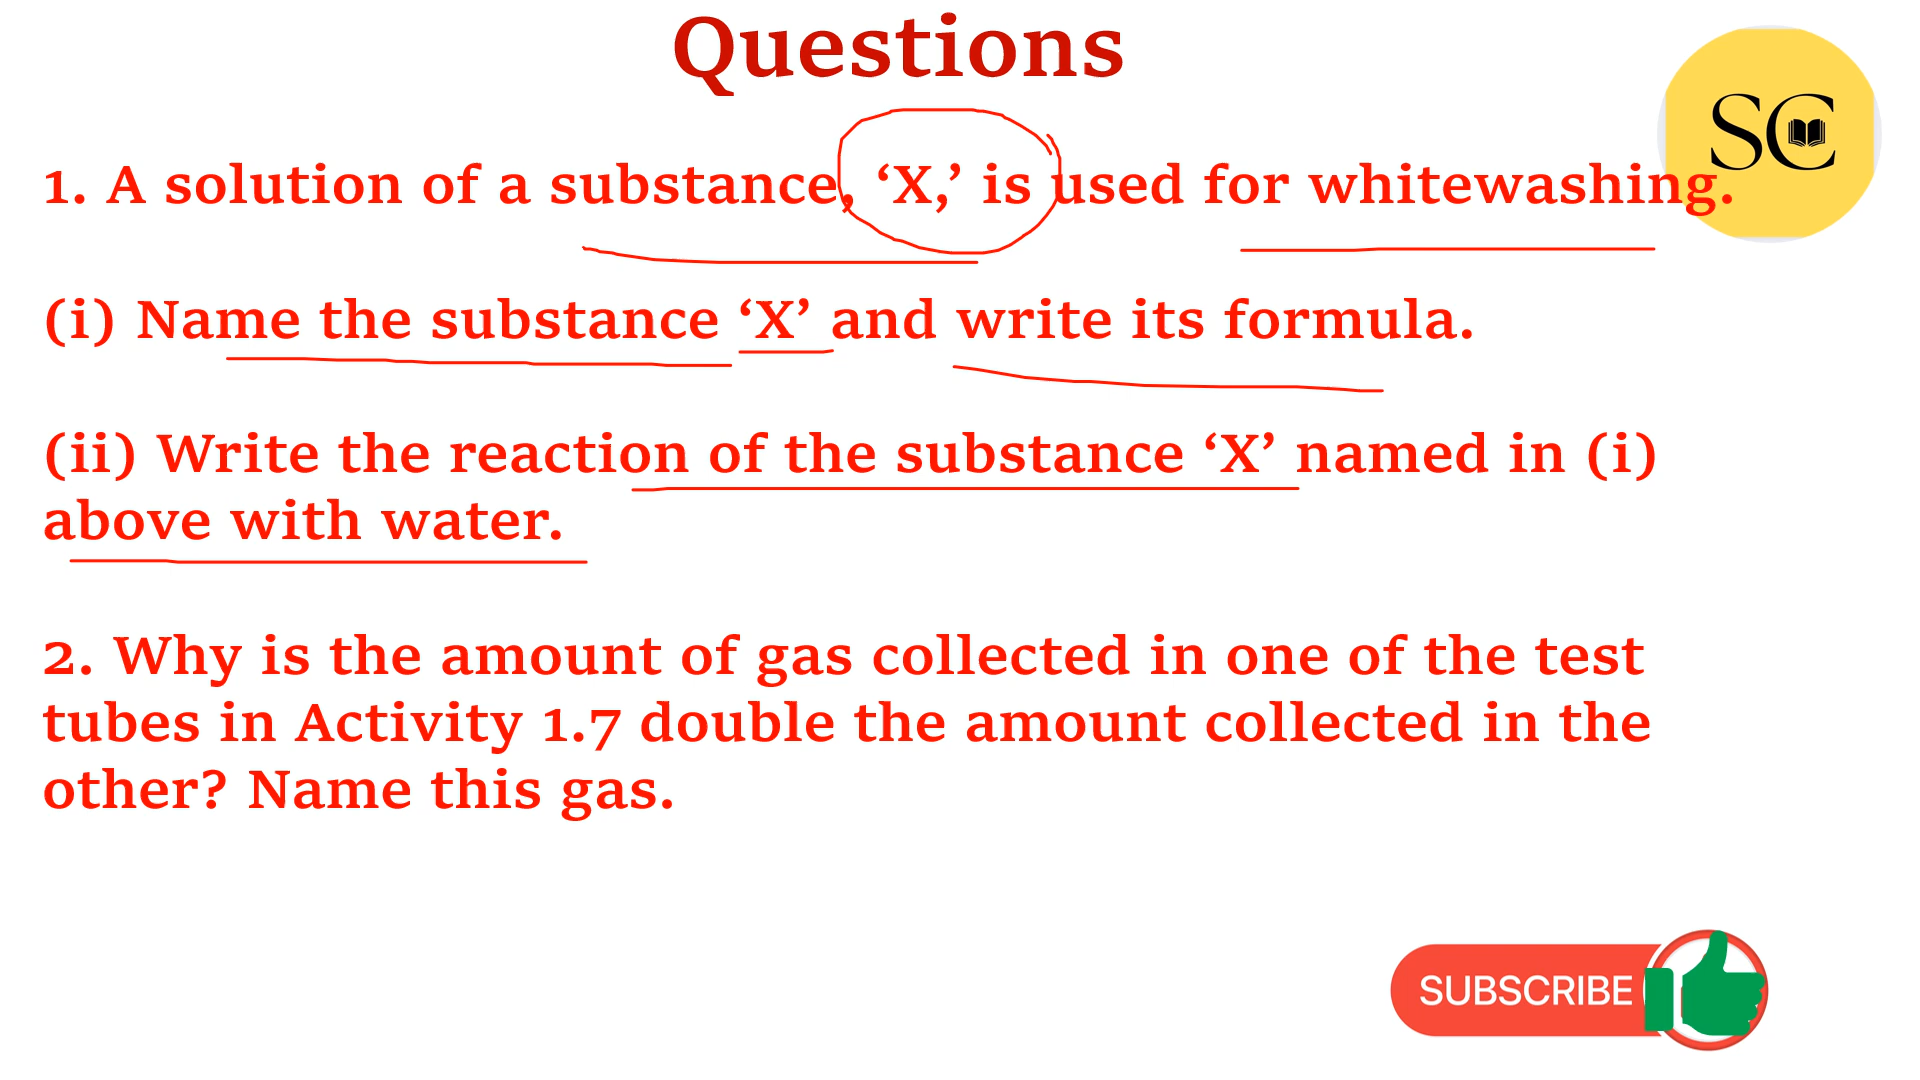 Questions
SC
1. A solution of a substance, ‘X,’ is used for whitewashing.
(i) Name the substance ‘X’ and write its formula.
(ii) Write the reaction of the substance ‘X’ named in (i)
above with water.
2. Why is the amount of gas collected in one of the test
tubes in Activity 1.7 double the amount collected in the
other? Name this gas.
SUBSCRIBE